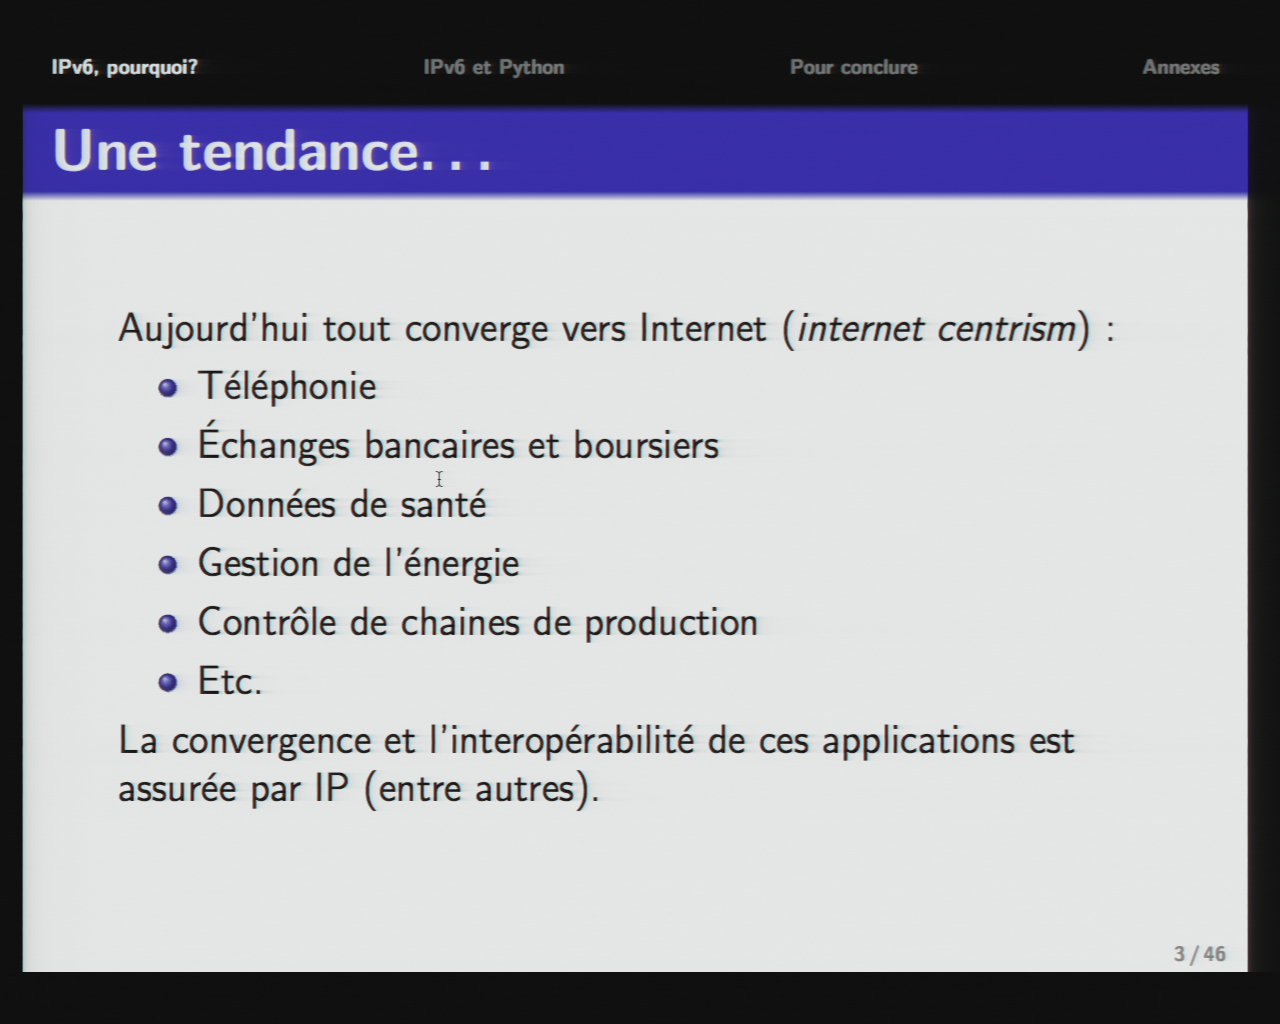 IPv6, pourquoi?
IPv6 et Python
Pour conclure
Annexes
Une tendance. . .
Aujourd'hui tout converge vers Internet (internet centrism) :
Téléphonie
Échanges bancaires et boursiers
Données de santé
Gestion de l'énergie
Contrôle de chaines de production
Etc.
La convergence et l'interopérabilité de ces applications est
assurée par IP (entre autres).
3 / 46